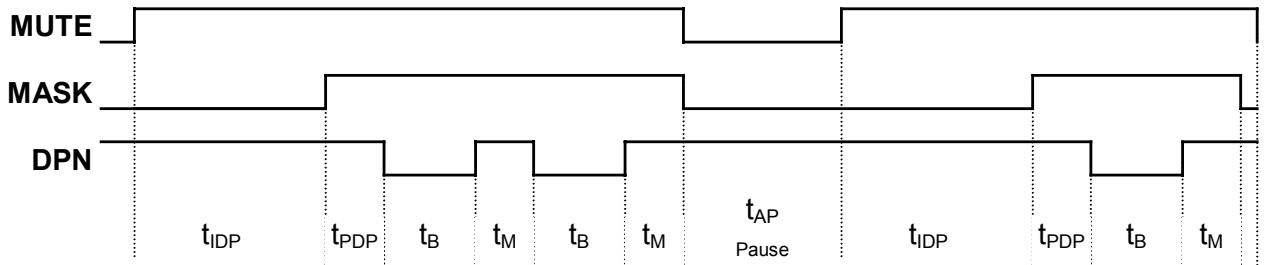 MUTE
MASK
DPN
tIDP tPDP tB tM tB tM tAP tIDP tPDP tB tM
Pause